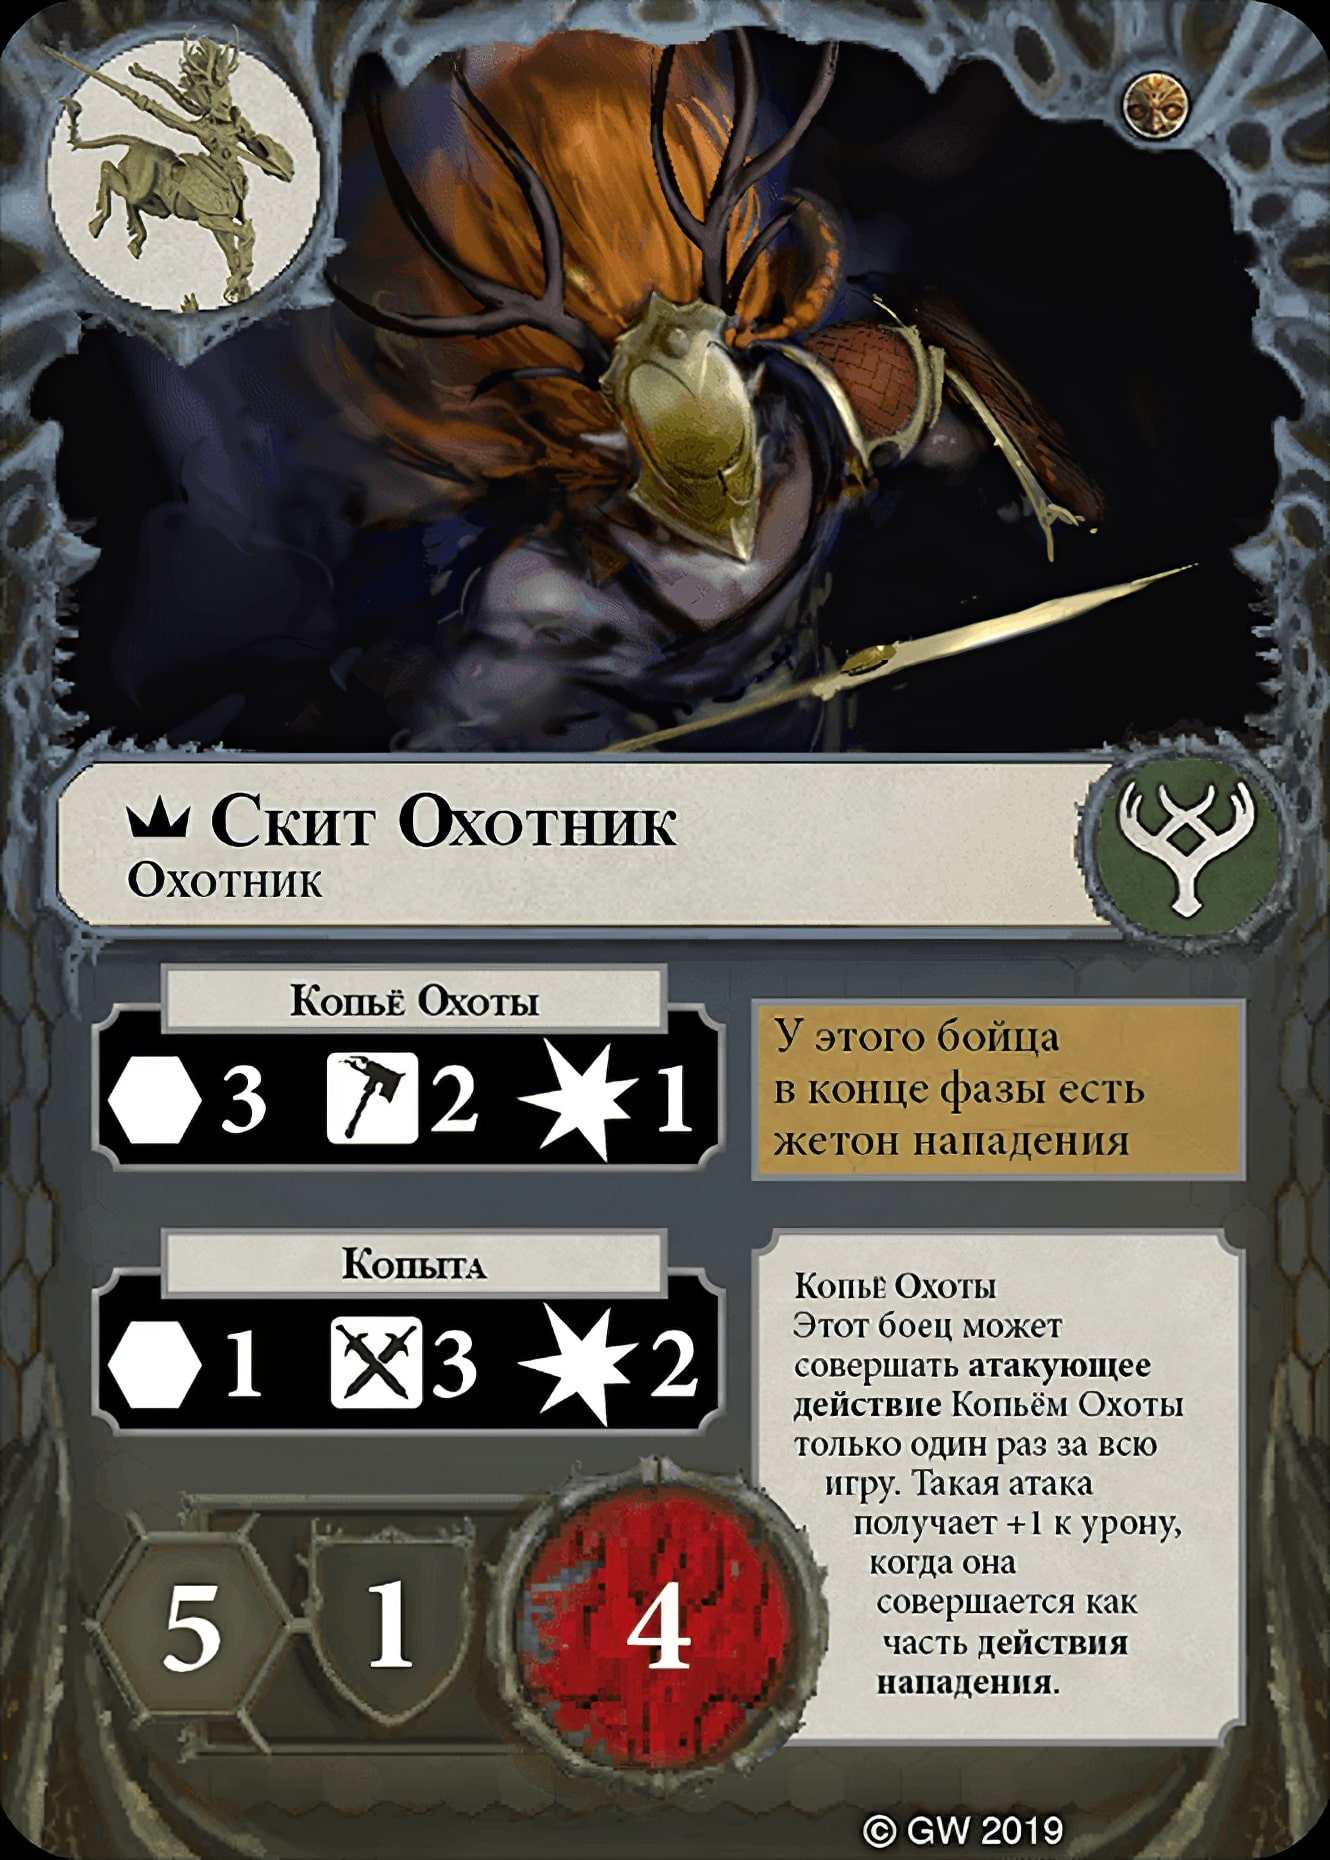 Скит Охотник
Охотник
Копьё Охоты
3 2 1
У этого бойца
в конце фазы есть
жетон нападения
Копыта
1 3 2
Копьё Охоты
Этот боец может
совершать атакующее
действие Копьём Охоты
только один раз за всю
игру. Такая атака
получает +1 к урону,
когда она
совершается как
часть действия
нападения.
5 1 4
© GW 2019